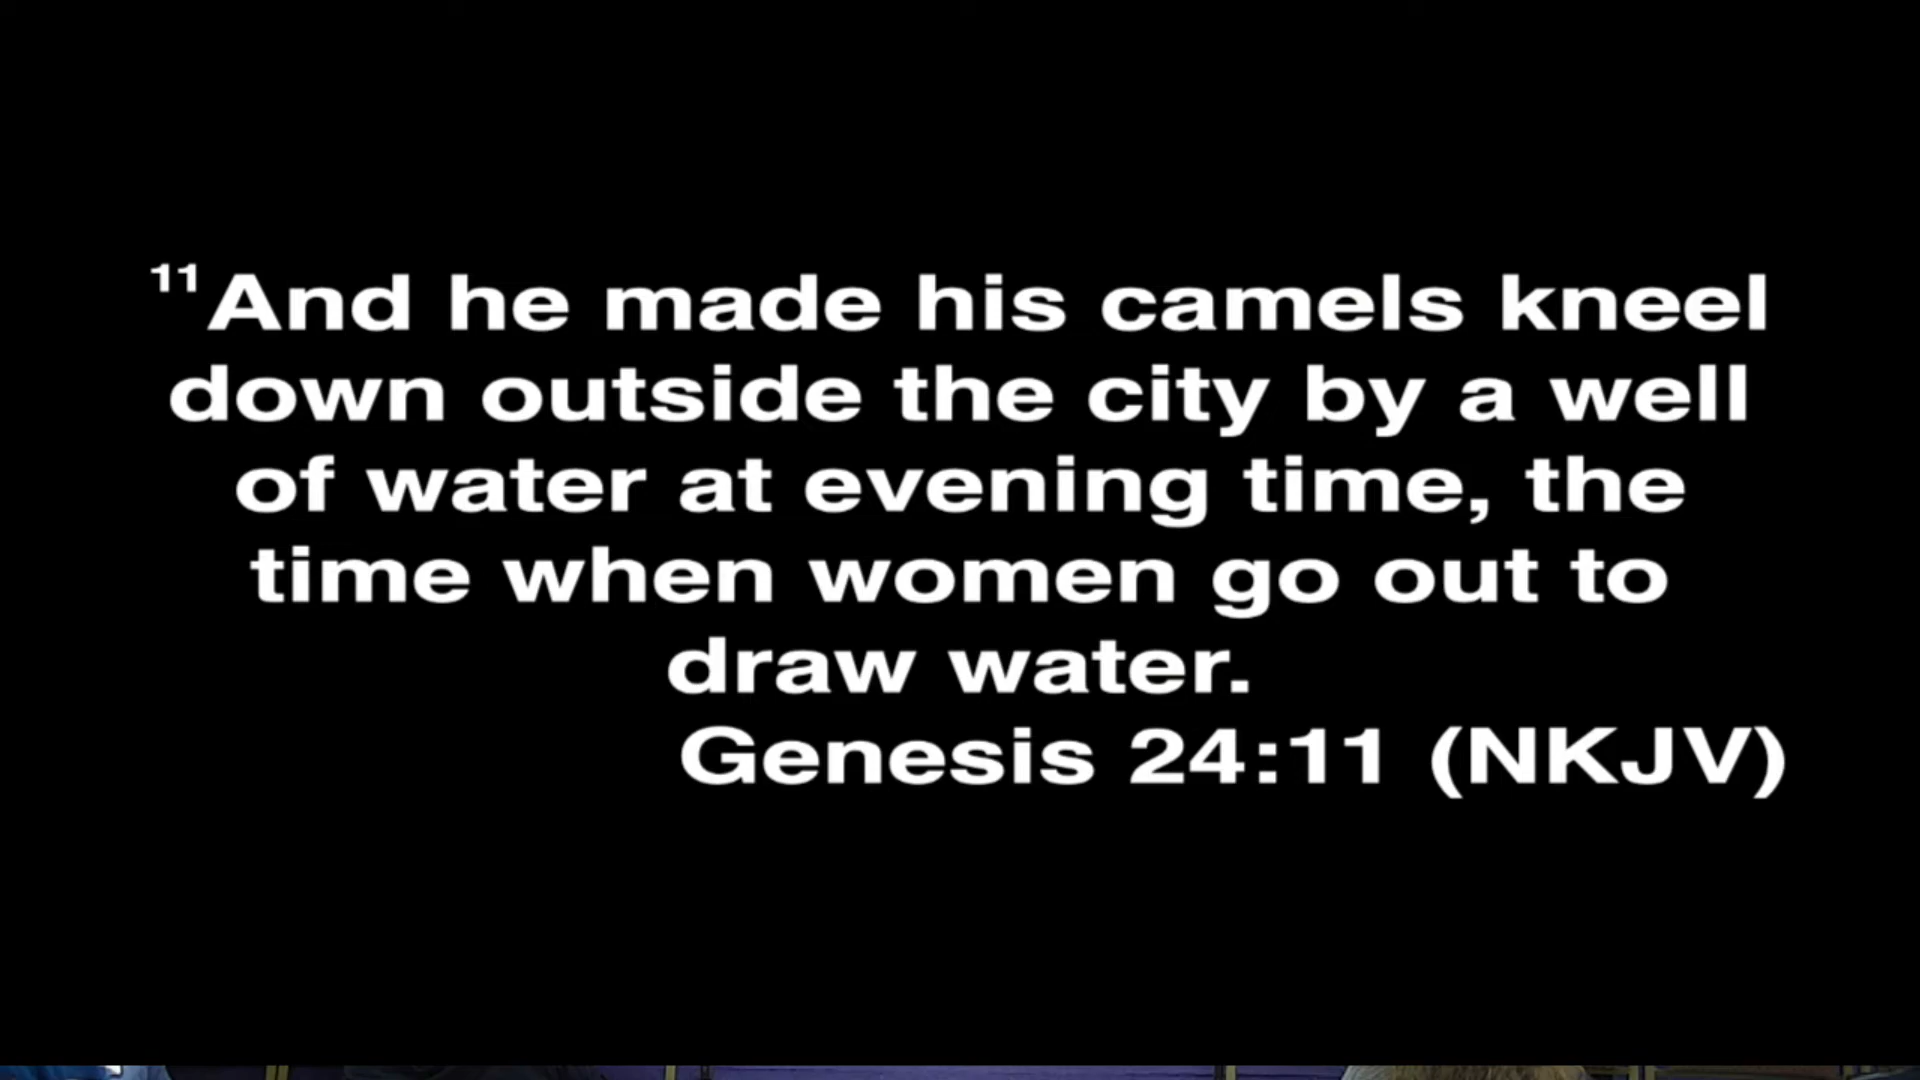 11And he made his camels kneel
down outside the city by a well
of water at evening time, the
time when women go out to
draw water.
Genesis 24:11 (NKJV)